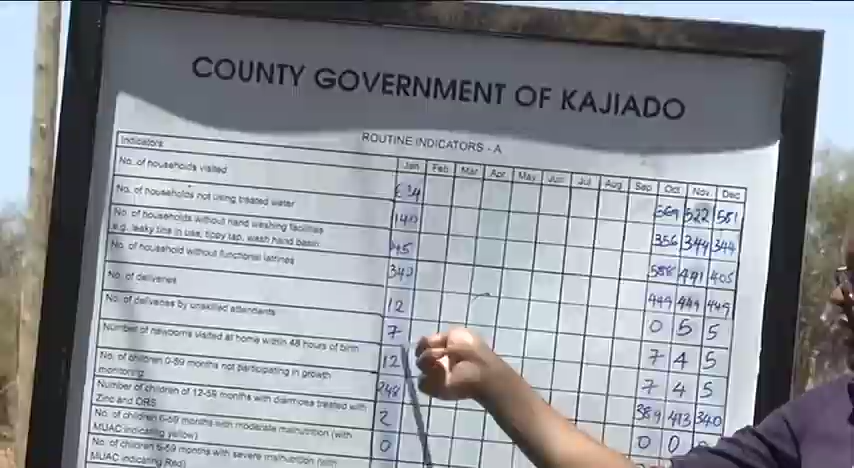 COUNTY GOVERNMENT OF KAJIADO
ROUTINE INDICATORS - A
Indicators Jan Feb Mar Apr May Jun Jul Aug Sep Oct Nov Dec
No. of households visited 669 522 581
No. of households not using treated water 140 356 344 344
No. of households without hand washing facilities
e.g. leaky tins in use, tippy tap, wash hand basin 45 588 491 405
No. of household without functional latrines 342 449 449 449
No. of deliveries 12 0 5 5
No. of deliveries by unskilled attendants 7 7 4 5
Number of newborns visited at home within 48 hours of birth 12 7 4 5
No. of children 0-59 months not participating in growth
monitoring 248 389 413 340
Number of children of 12-59 months with diarrhoea treated with
Zinc and ORS 2 0 0
No. of children 6-59 months with moderate malnutrition (with
MUAC indicating yellow) 0
No. of children 6-59 months with severe malnutrition (with
MUAC indicating Red)